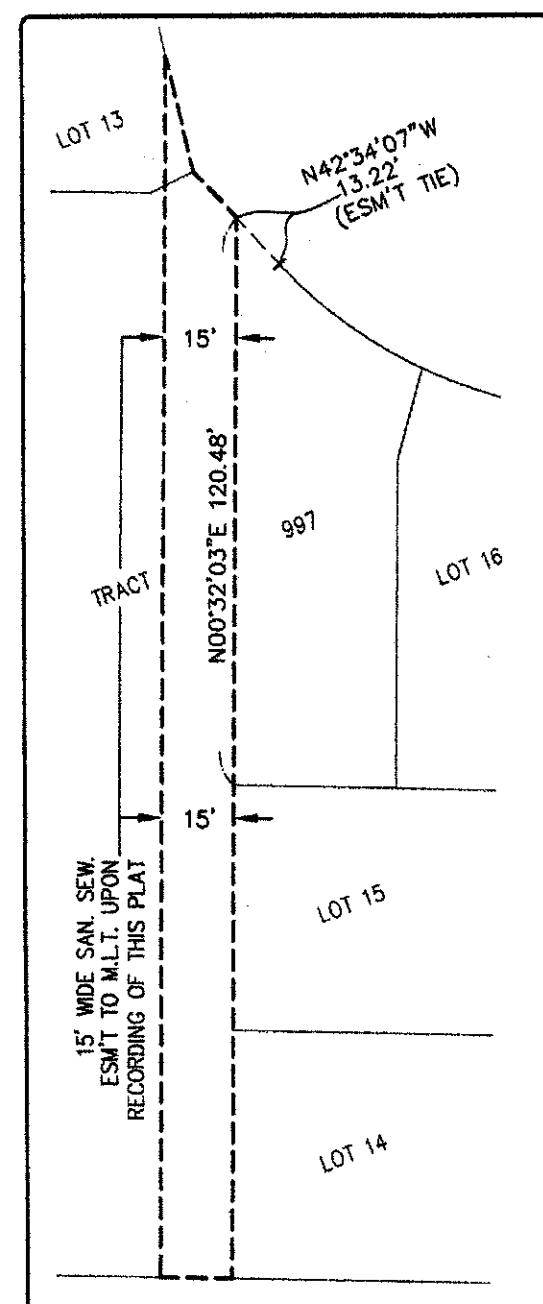 LOT 13
N42°34'07"W
13.22'
(ESM'T TIE)
15'
N00°32'03"E 120.48'
TRACT
997
LOT 16
15'
15' WIDE SAN. SEW.
ESM'T TO M.L.T. UPON
RECORDING OF THIS PLAT
LOT 15
LOT 14